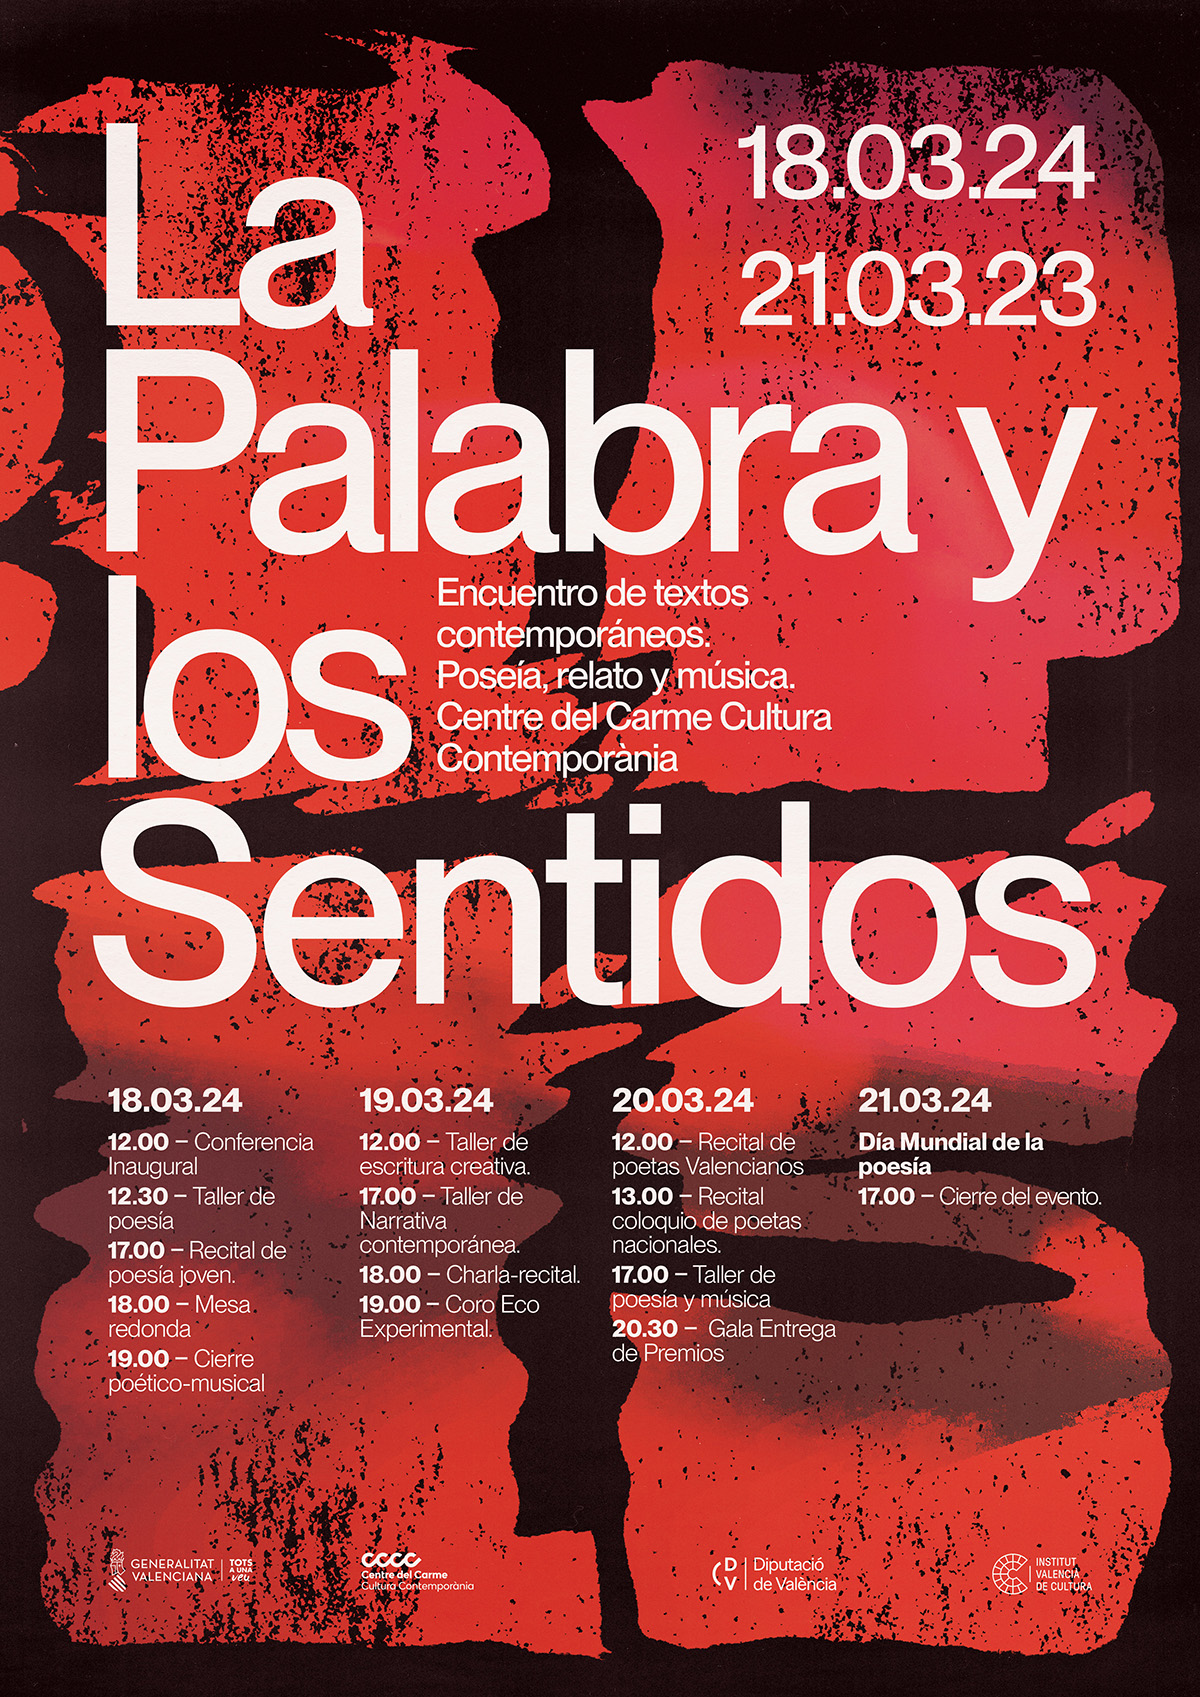 La
18.03.24
21.03.23
Palabra y
los
Encuentro de textos
contemporáneos.
Poseía, relato y música.
Centre del Carme Cultura
Contemporània
Sentidos
18.03.24
12.00 – Conferencia
Inaugural
12.30 – Taller de
poesía
17.00 – Recital de
poesía joven.
18.00 – Mesa
redonda
19.00 – Cierre
poético-musical
19.03.24
12.00 – Taller de
escritura creativa.
17.00 – Taller de
Narrativa
contemporánea.
18.00 – Charla-recital.
19.00 – Coro Eco
Experimental.
20.03.24
12.00 – Recital de
poetas Valencianos
13.00 – Recital
coloquio de poetas
nacionales.
17.00 – Taller de
poesía y música
20.30 – Gala Entrega
de Premios
21.03.24
Día Mundial de la
poesía
17.00 – Cierre del evento.
GENERALITAT
VALENCIANA
TOTS
A UNA
veu
cccc
Centre del Carme
Cultura Contemporània
DV
Diputació
de València
INSTITUT
VALENCIÀ
DE CULTURA